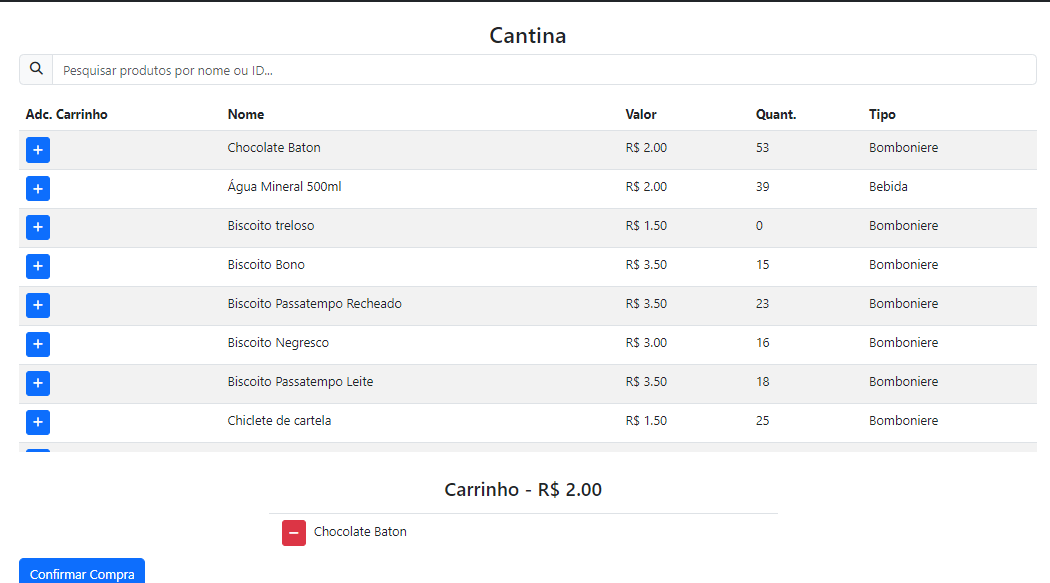 Cantina
Pesquisar produtos por nome ou ID...
Adc. Carrinho Nome Valor Quant. Tipo
+ Chocolate Baton R$ 2.00 53 Bomboniere
+ Água Mineral 500ml R$ 2.00 39 Bebida
+ Biscoito treloso R$ 1.50 0 Bomboniere
+ Biscoito Bono R$ 3.50 15 Bomboniere
+ Biscoito Passatempo Recheado R$ 3.50 23 Bomboniere
+ Biscoito Negresco R$ 3.00 16 Bomboniere
+ Biscoito Passatempo Leite R$ 3.50 18 Bomboniere
+ Chiclete de cartela R$ 1.50 25 Bomboniere
Carrinho - R$ 2.00
− Chocolate Baton
Confirmar Compra